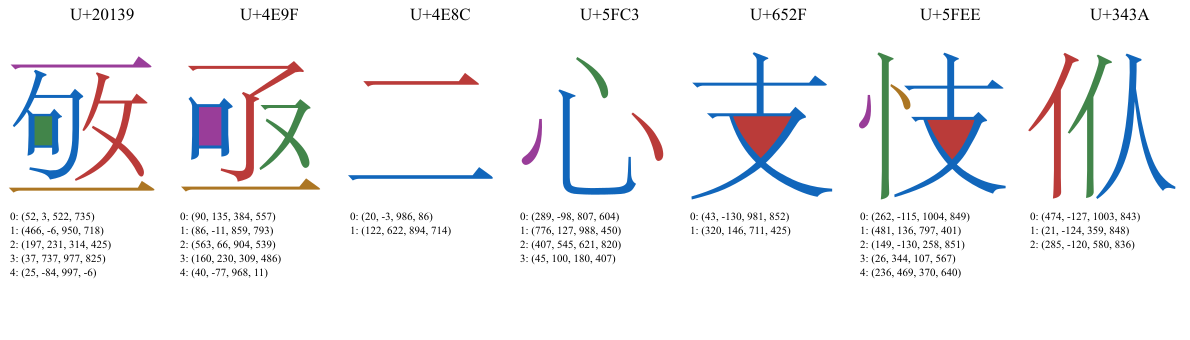 U+20139 U+4E9F U+4E8C U+5FC3 U+652F U+5FEE U+343A
𠄹 亟 二 心 支 忮 㐺
0: (52, 3, 522, 735) 0: (90, 135, 384, 557) 0: (20, -3, 986, 86) 0: (289, -98, 807, 604) 0: (43, -130, 981, 852) 0: (262, -115, 1004, 849) 0: (474, -127, 1003, 843)
1: (466, -6, 950, 718) 1: (86, -11, 859, 793) 1: (122, 622, 894, 714) 1: (776, 127, 988, 450) 1: (320, 146, 711, 425) 1: (481, 136, 797, 401) 1: (21, -124, 359, 848)
2: (197, 231, 314, 425) 2: (563, 66, 904, 539) 2: (407, 545, 621, 820) 2: (149, -130, 258, 851) 2: (285, -120, 580, 836)
3: (37, 737, 977, 825) 3: (160, 230, 309, 486) 3: (45, 100, 180, 407) 3: (26, 344, 107, 567)
4: (25, -84, 997, -6) 4: (40, -77, 968, 11) 4: (236, 469, 370, 640)